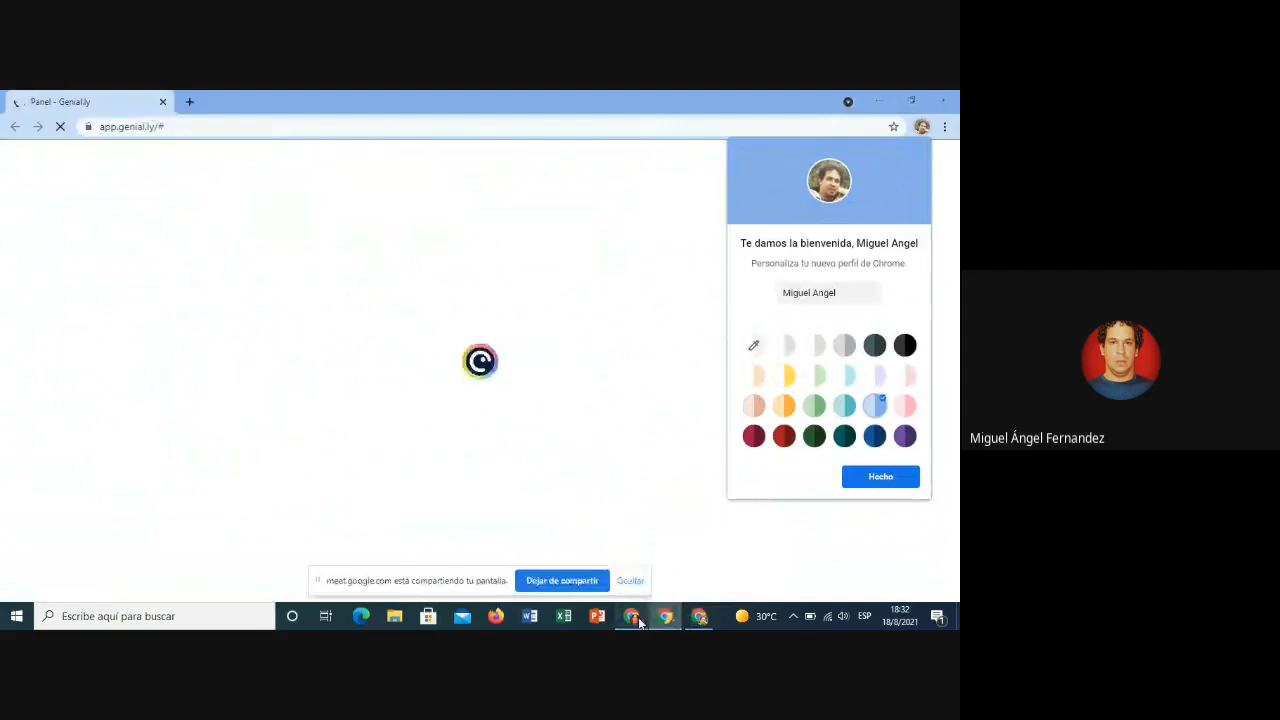 Panel - Genial.ly
app.genial.ly/#
Te damos la bienvenida, Miguel Angel
Personaliza tu nuevo perfil de Chrome.
Miguel Angel
Hecho
Miguel Ángel Fernandez
meet.google.com está compartiendo tu pantalla.
Dejar de compartir
Ocultar
Escribe aquí para buscar
30°C
ESP
18:32
18/8/2021
1